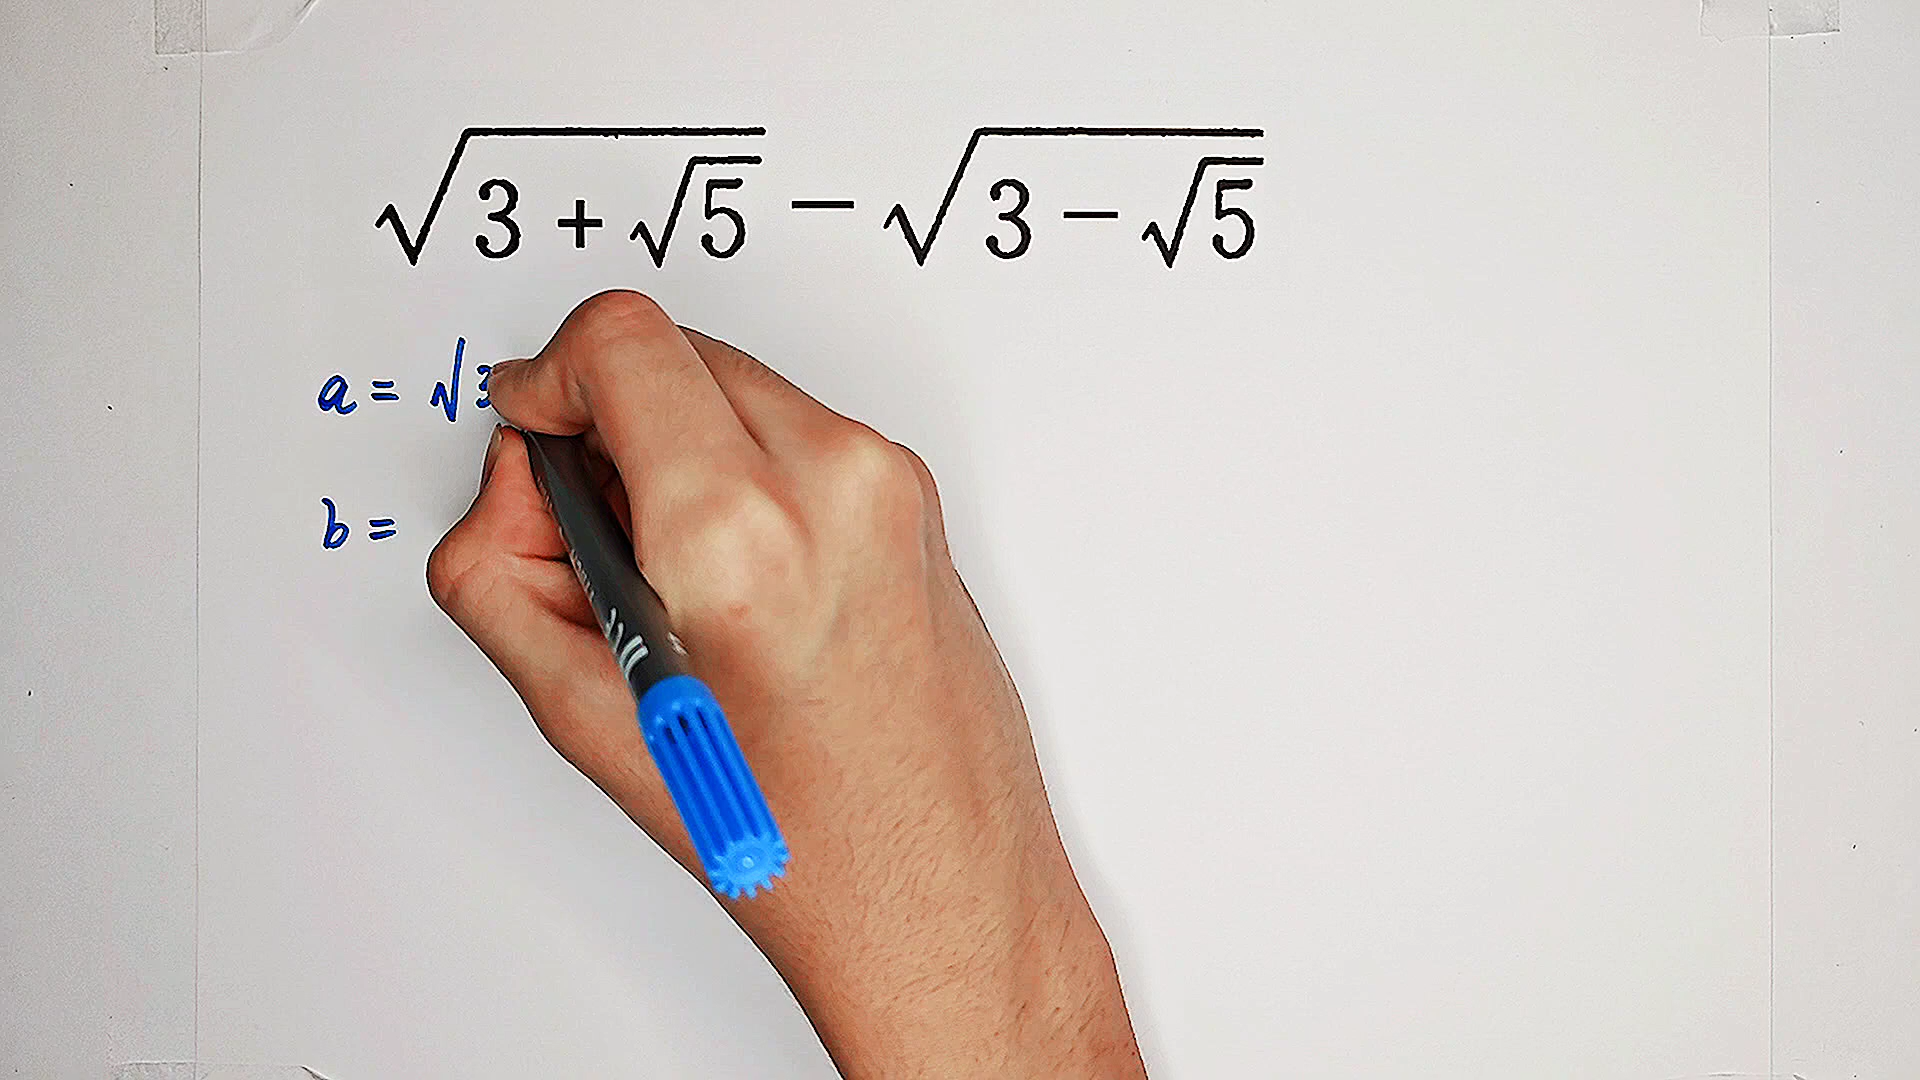 √(3 + √5) − √(3 − √5)
a = √3
b =